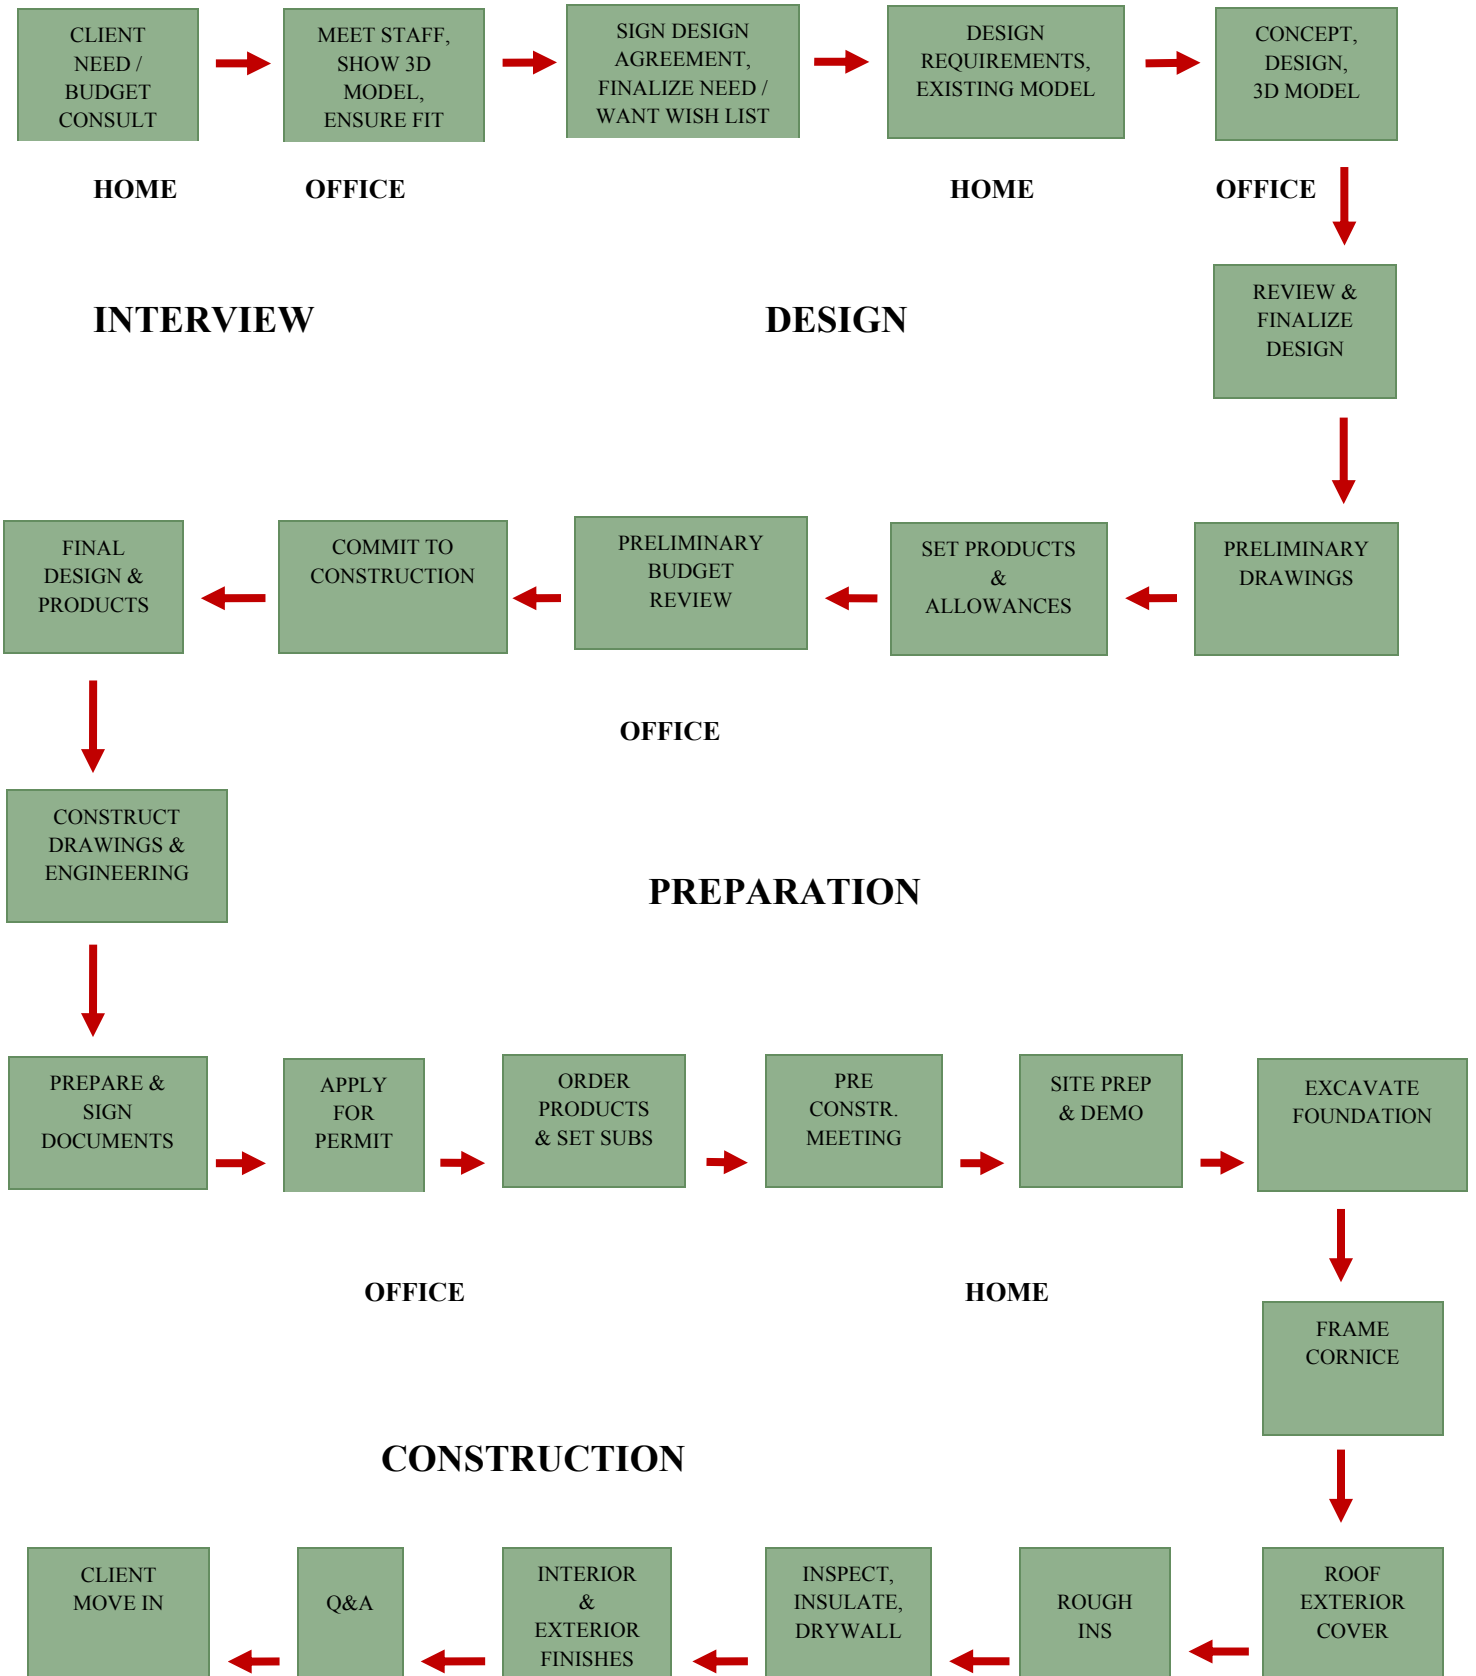 CLIENT
NEED /
BUDGET
CONSULT
MEET STAFF,
SHOW 3D
MODEL,
ENSURE FIT
SIGN DESIGN
AGREEMENT,
FINALIZE NEED /
WANT WISH LIST
DESIGN
REQUIREMENTS,
EXISTING MODEL
CONCEPT,
DESIGN,
3D MODEL
HOME
OFFICE
HOME
OFFICE
INTERVIEW
DESIGN
REVIEW &
FINALIZE
DESIGN
PRELIMINARY
DRAWINGS
SET PRODUCTS
&
ALLOWANCES
PRELIMINARY
BUDGET
REVIEW
COMMIT TO
CONSTRUCTION
FINAL
DESIGN &
PRODUCTS
OFFICE
CONSTRUCT
DRAWINGS &
ENGINEERING
PREPARATION
PREPARE &
SIGN
DOCUMENTS
APPLY
FOR
PERMIT
ORDER
PRODUCTS
& SET SUBS
PRE
CONSTR.
MEETING
SITE PREP
& DEMO
EXCAVATE
FOUNDATION
OFFICE
HOME
FRAME
CORNICE
CONSTRUCTION
ROOF
EXTERIOR
COVER
ROUGH
INS
INSPECT,
INSULATE,
DRYWALL
INTERIOR
&
EXTERIOR
FINISHES
Q&A
CLIENT
MOVE IN